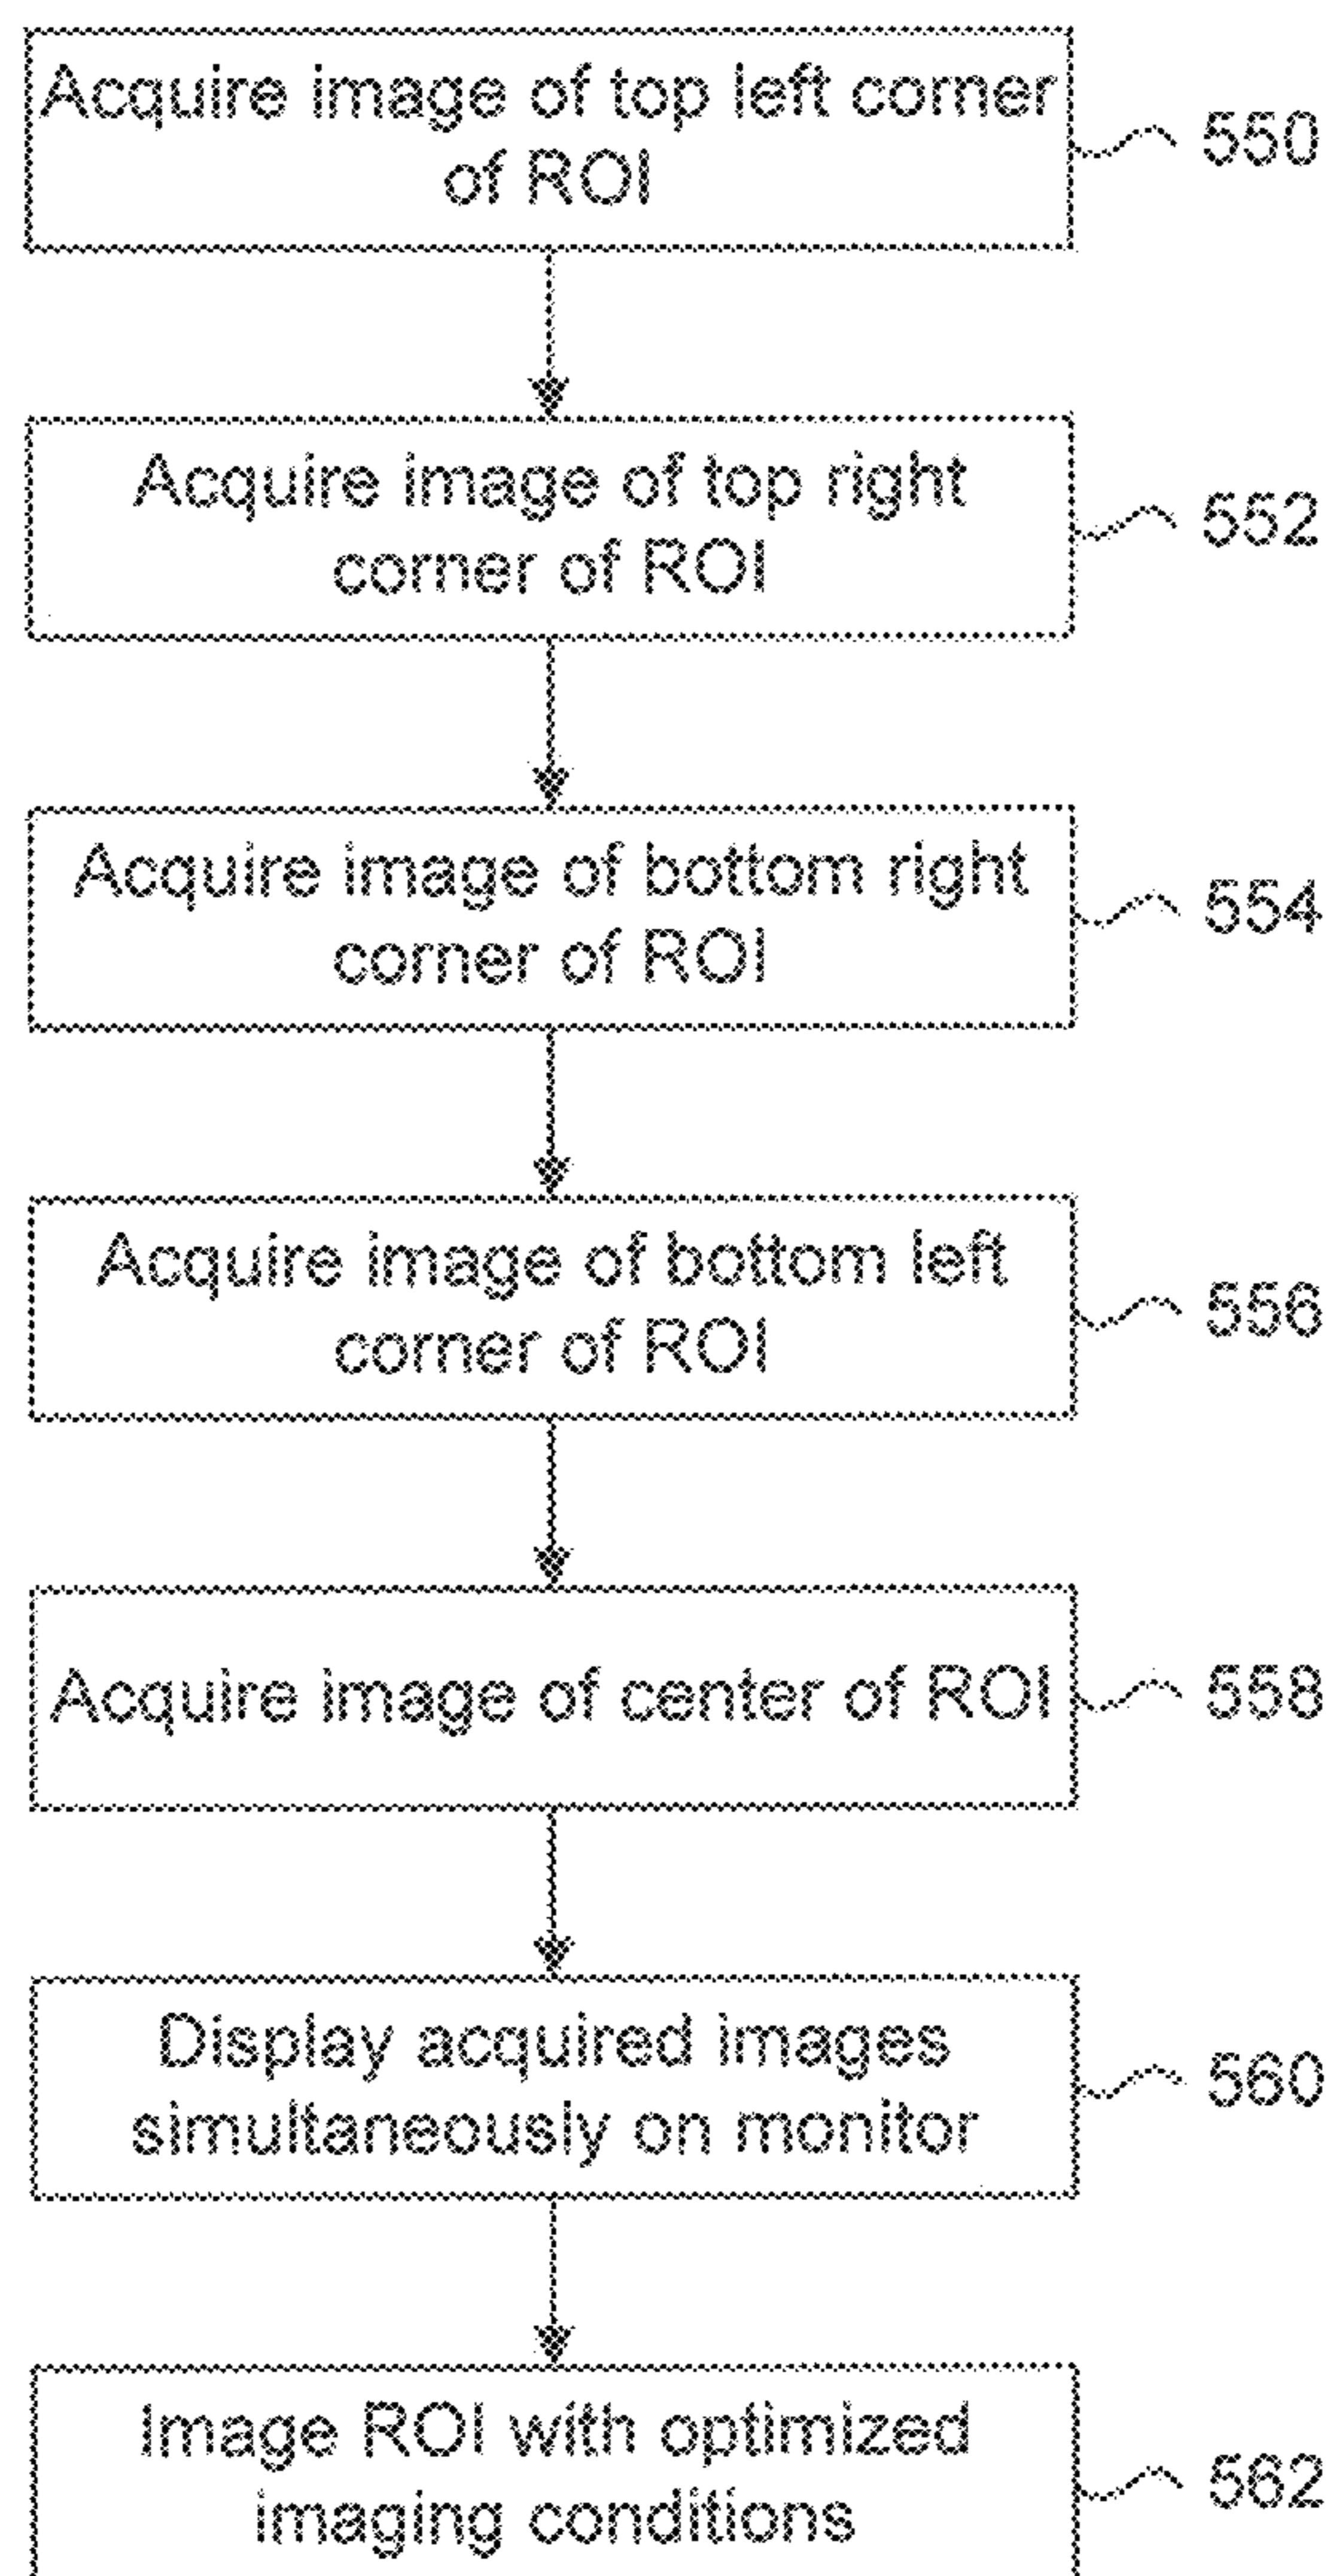 Acquire image of top left corner
of ROI
550
Acquire image of top right
corner of ROI
552
Acquire image of bottom right
corner of ROI
554
Acquire image of bottom left
corner of ROI
556
Acquire image of center of ROI
558
Display acquired images
simultaneously on monitor
560
Image ROI with optimized
imaging conditions
562